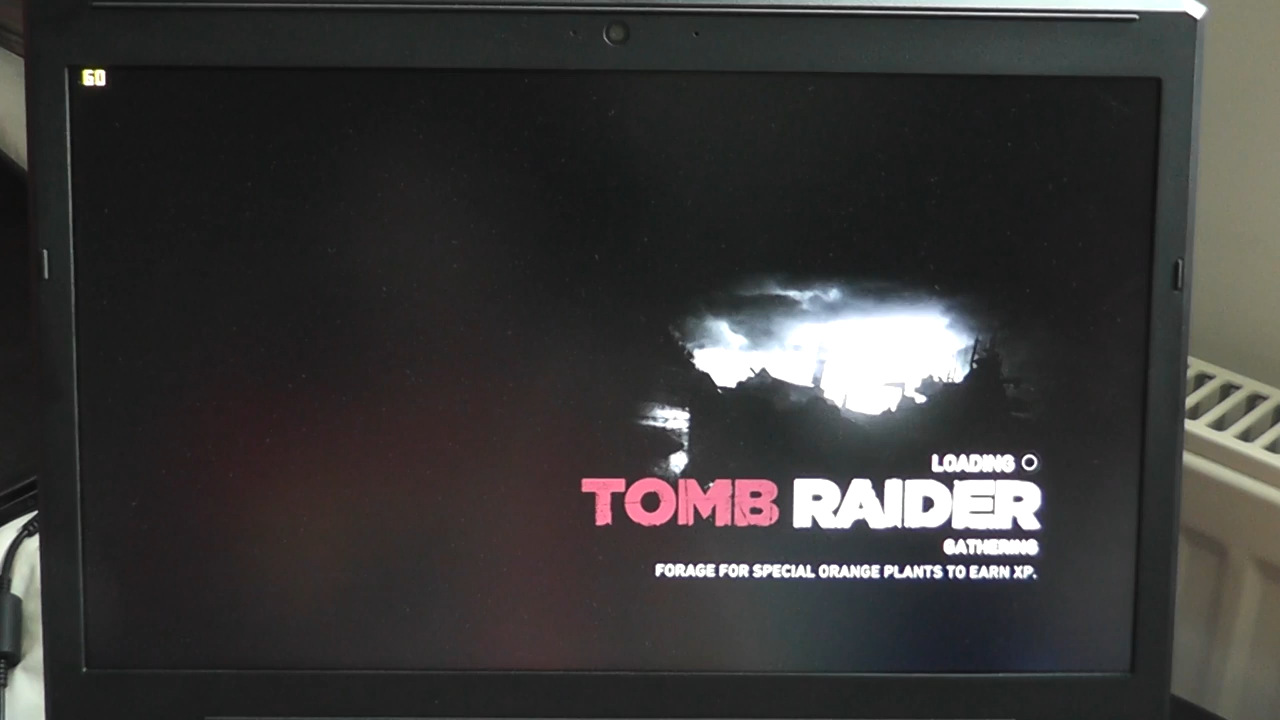 60
LOADING
TOMB RAIDER
GATHERING
FORAGE FOR SPECIAL ORANGE PLANTS TO EARN XP.